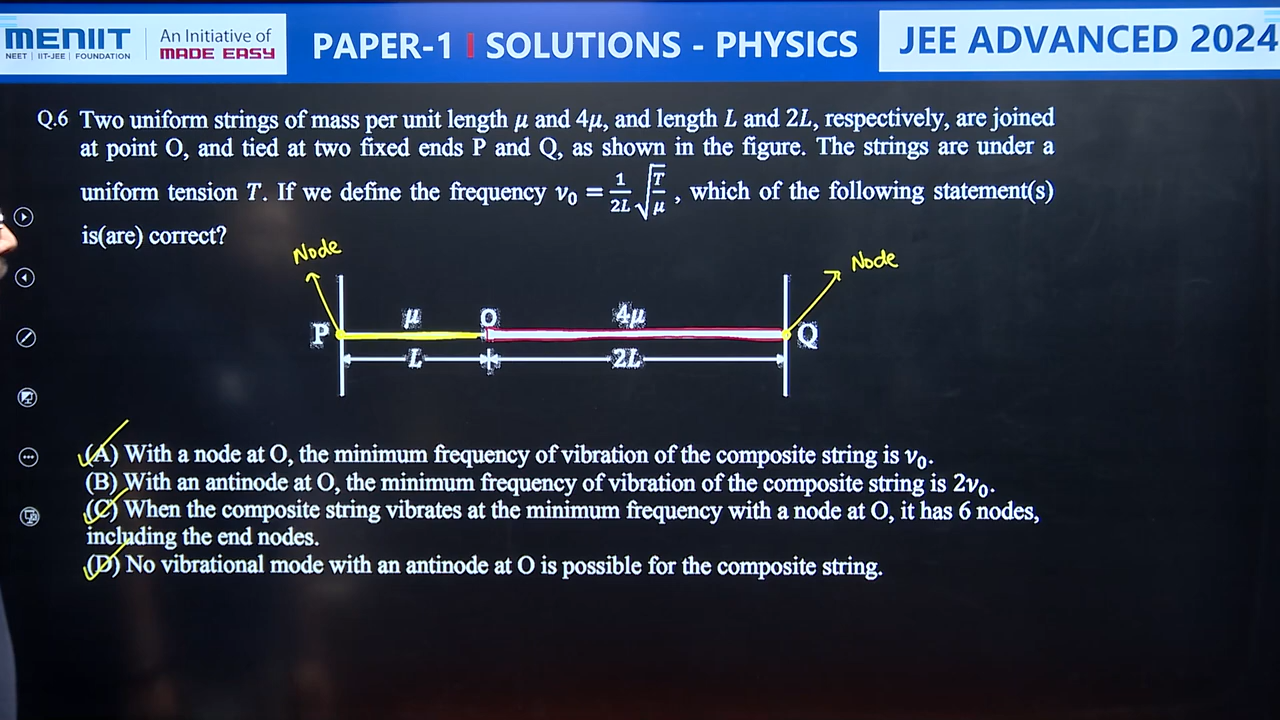 MENIIT
NEET | IIT-JEE | FOUNDATION
An Initiative of
MADE EASY
PAPER-1 | SOLUTIONS - PHYSICS
JEE ADVANCED 2024
Q.6 Two uniform strings of mass per unit length μ and 4μ, and length L and 2L, respectively, are joined
at point O, and tied at two fixed ends P and Q, as shown in the figure. The strings are under a
uniform tension T. If we define the frequency ν₀ = 1/2L √(T/μ) , which of the following statement(s)
is(are) correct?
Node
Node
μ O 4μ
P Q
L 2L
(A) With a node at O, the minimum frequency of vibration of the composite string is ν₀.
(B) With an antinode at O, the minimum frequency of vibration of the composite string is 2ν₀.
(C) When the composite string vibrates at the minimum frequency with a node at O, it has 6 nodes,
including the end nodes.
(D) No vibrational mode with an antinode at O is possible for the composite string.